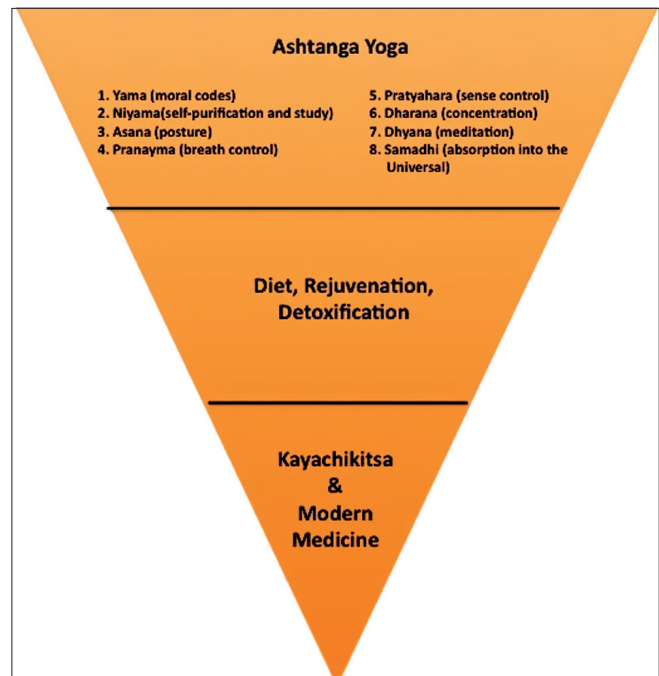 Ashtanga Yoga
1. Yama (moral codes)
2. Niyama(self-purification and study)
3. Asana (posture)
4. Pranayma (breath control)
5. Pratyahara (sense control)
6. Dharana (concentration)
7. Dhyana (meditation)
8. Samadhi (absorption into the
Universal)
Diet, Rejuvenation,
Detoxification
Kayachikitsa
&
Modern
Medicine